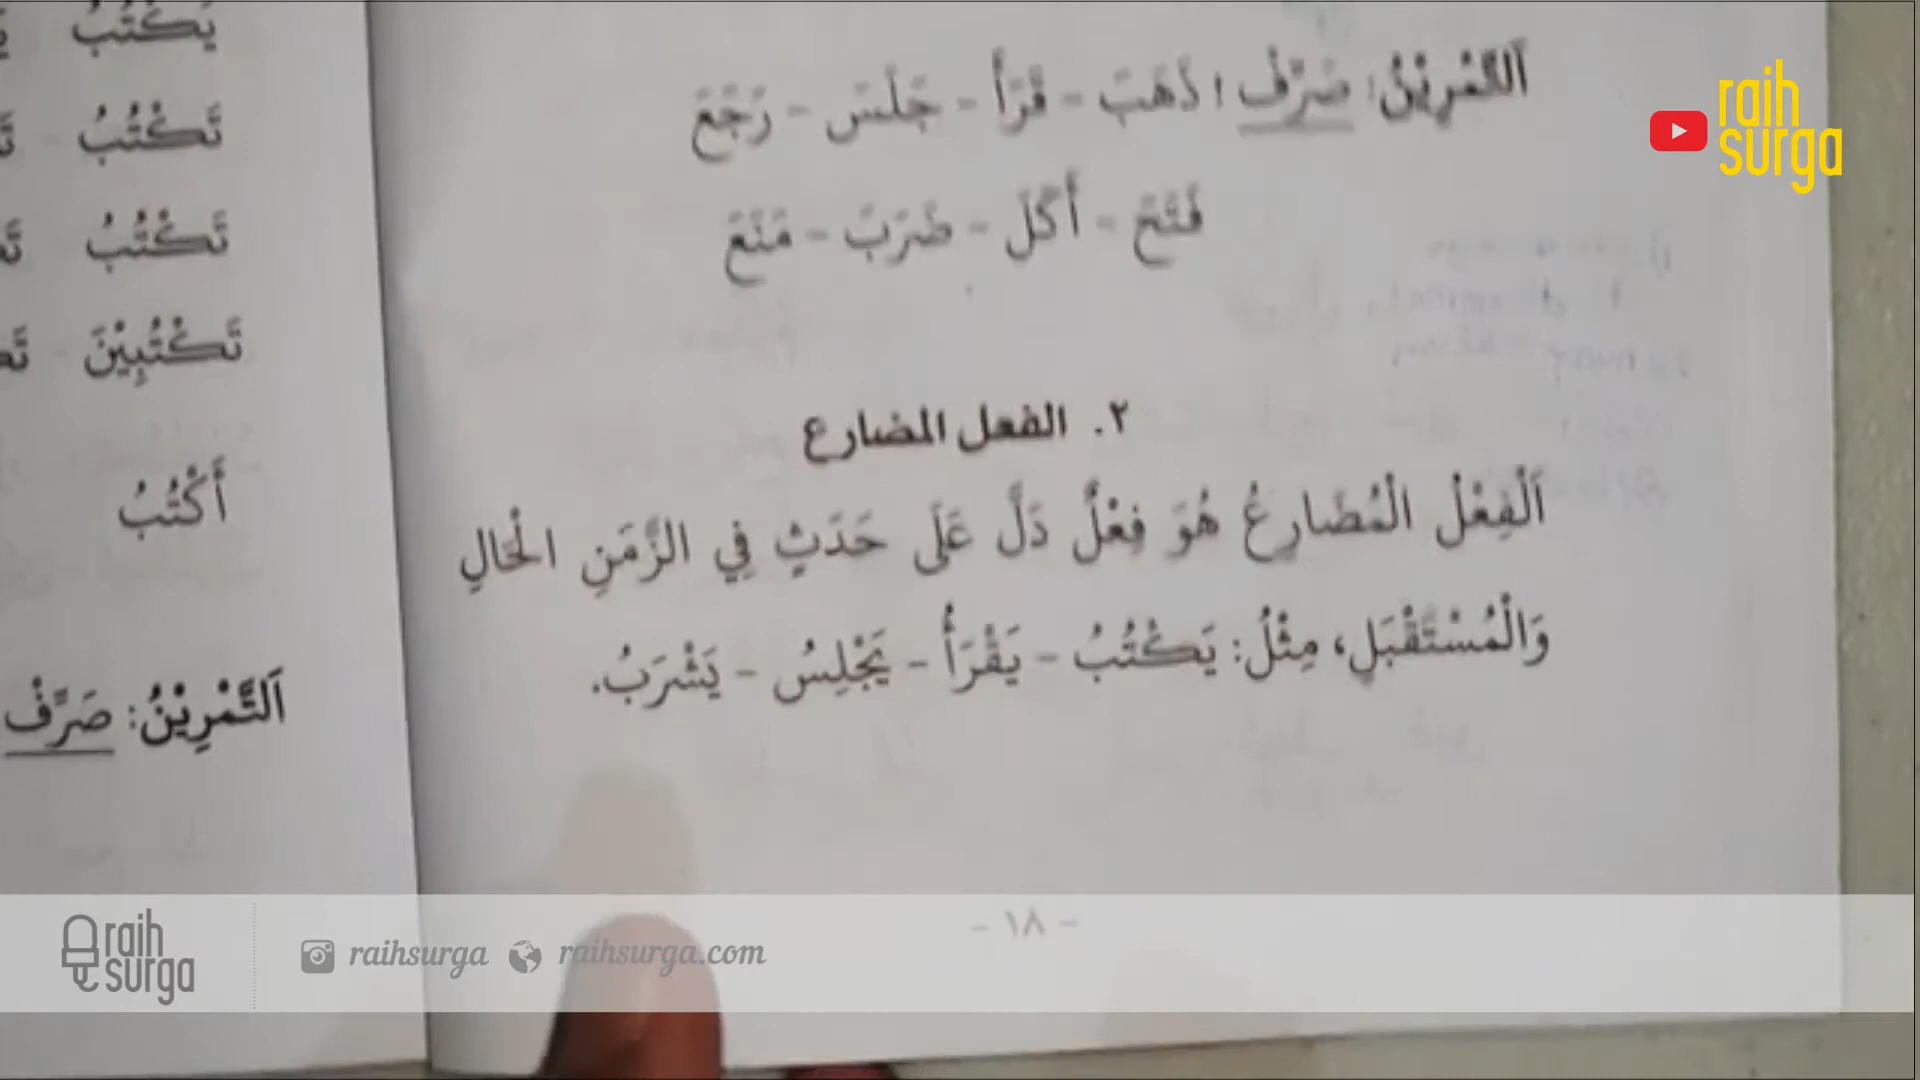 اَلتَّمْرِيْنُ: صَرِّفْ: ذَهَبَ - قَرَأَ - جَلَسَ - رَجَعَ
فَتَحَ - أَكَلَ - ضَرَبَ - مَنَعَ
٢. الفعل المضارع
اَلْفِعْلُ الْمُضَارِعُ هُوَ فِعْلٌ دَلَّ عَلَى حَدَثٍ فِي الزَّمَنِ الْحَالِ
وَالْمُسْتَقْبَلِ، مِثْلُ: يَكْتُبُ - يَقْرَأُ - يَجْلِسُ - يَشْرَبُ.
- ١٨ -
يَكْتُبُ
تَكْتُبُ
تَكْتُبُ
تَكْتُبِيْنَ
أَكْتُبُ
اَلتَّمْرِيْنُ: صَرِّفْ
raih
surga
raih
surga
raihsurga raihsurga.com